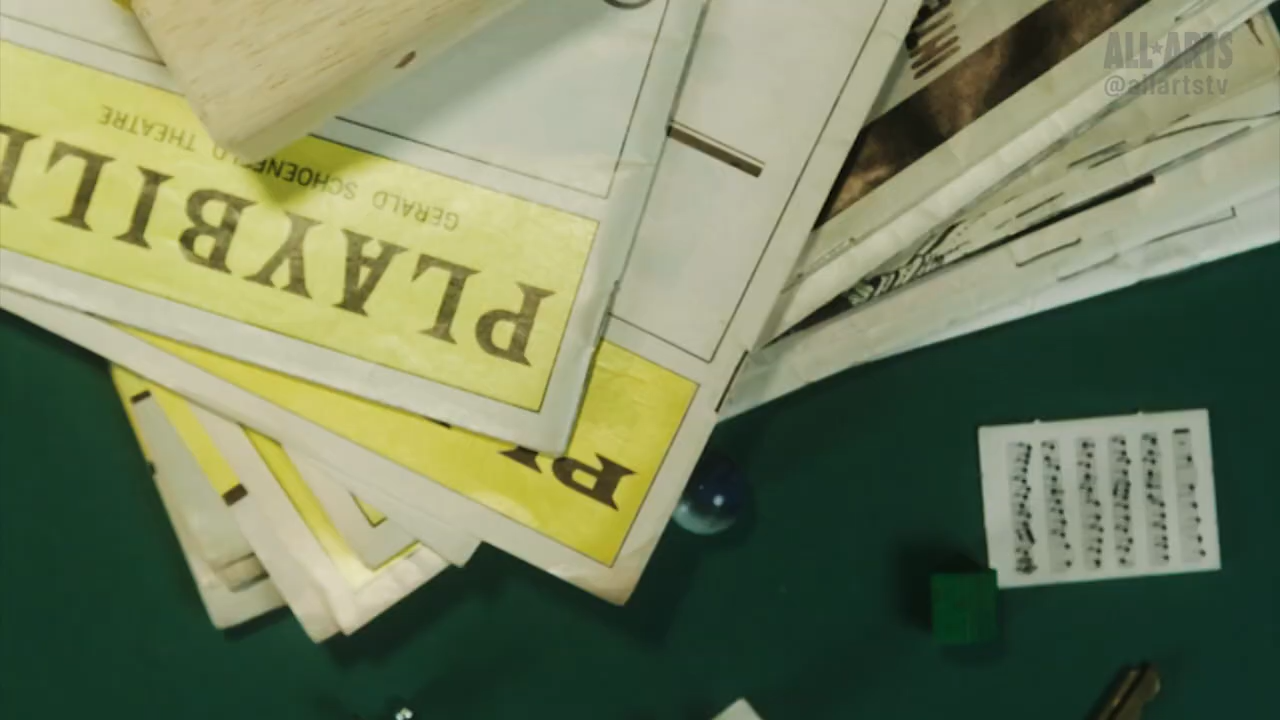 ALL★ARTS
@allartstv
GERALD SCHOENFELD THEATRE
PLAYBILL
PL